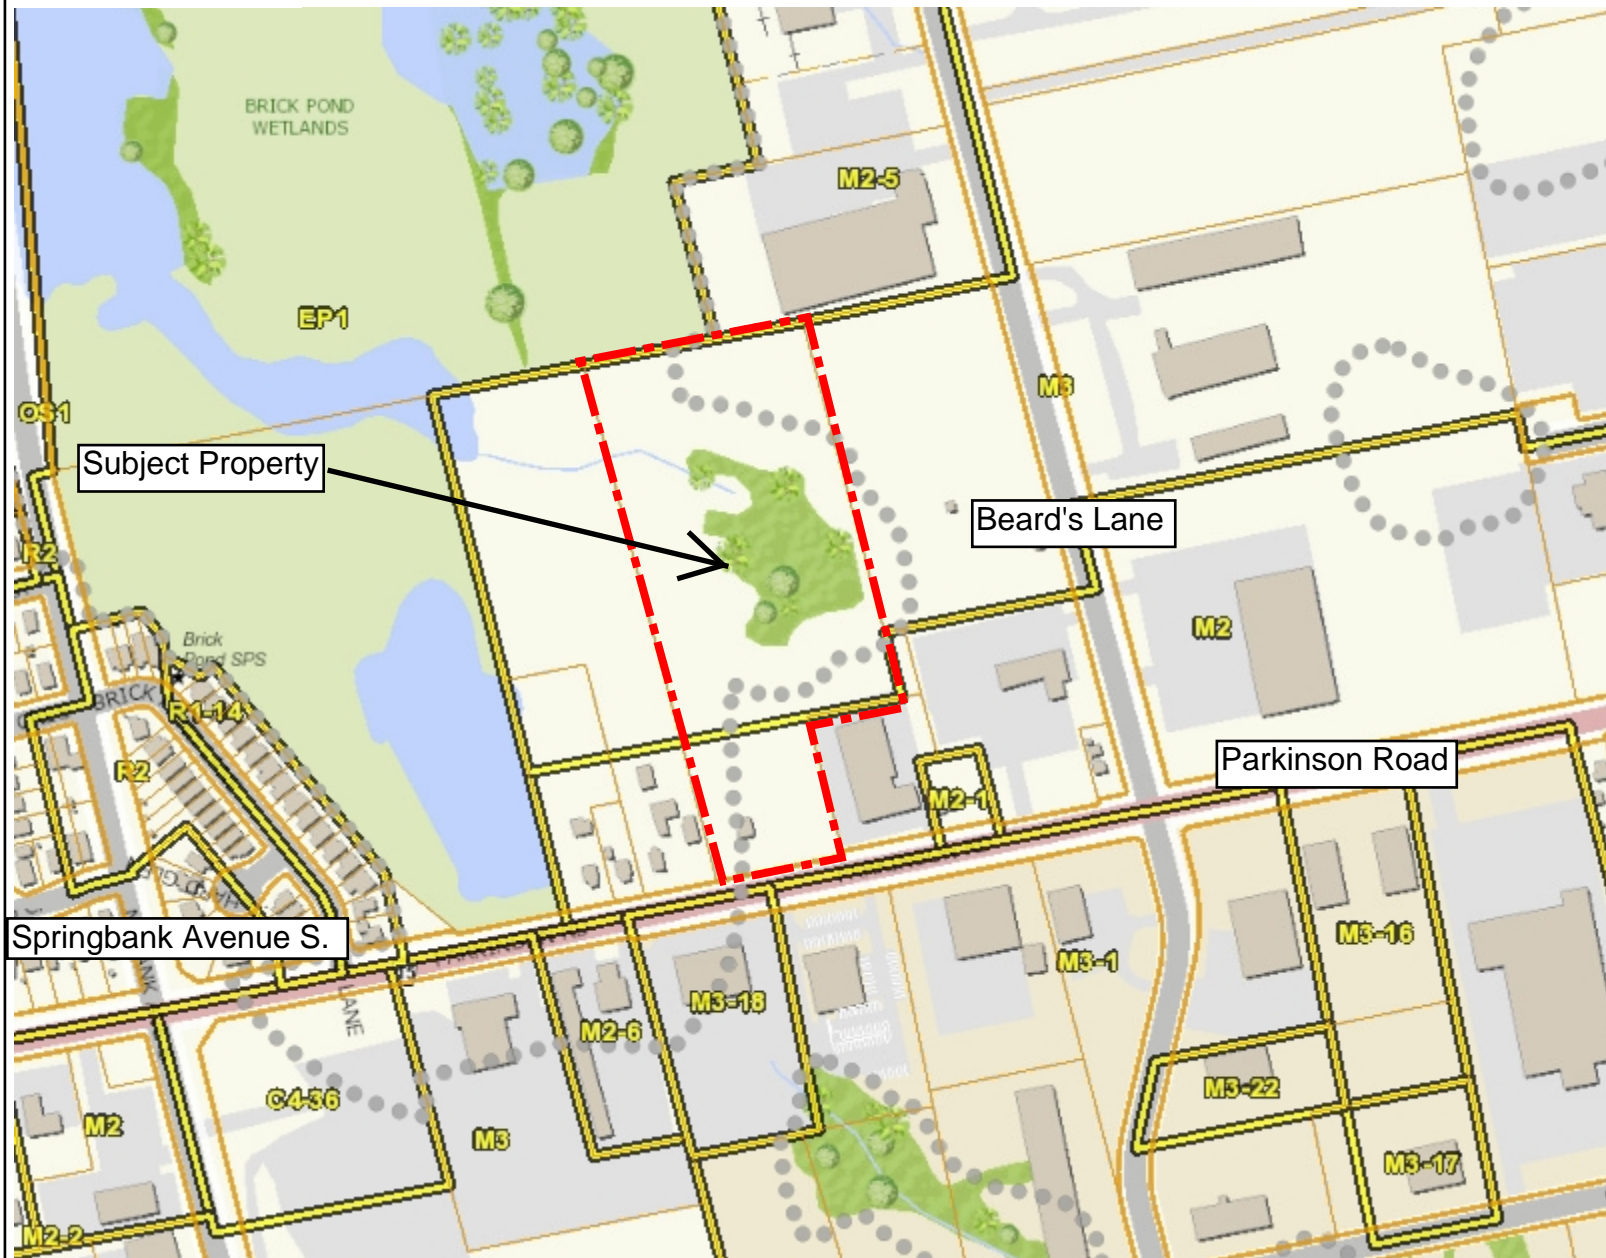 BRICK POND
WETLANDS
M2-5
EP1
M3
OS1
Subject Property
Beard's Lane
R2
M2
Brick
Pond SPS
BRICK
R1-14
R2
Parkinson Road
M2-1
Springbank Avenue S.
M3-16
M3-1
LANE
M3-18
M2-6
C4-36
M3-22
M2
M3
M3-17
M2-2